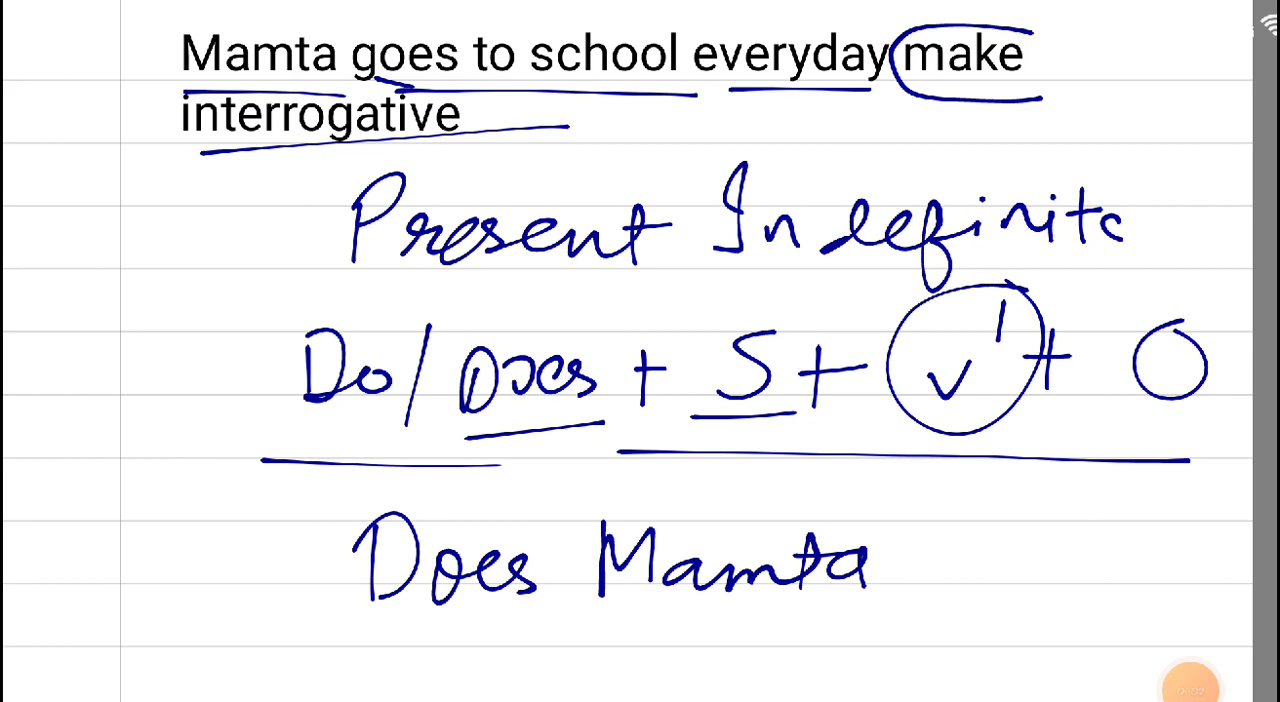 Mamta goes to school everyday make
interrogative
Present Indefinite
Do/Does + S + V¹ + O
Does Mamta